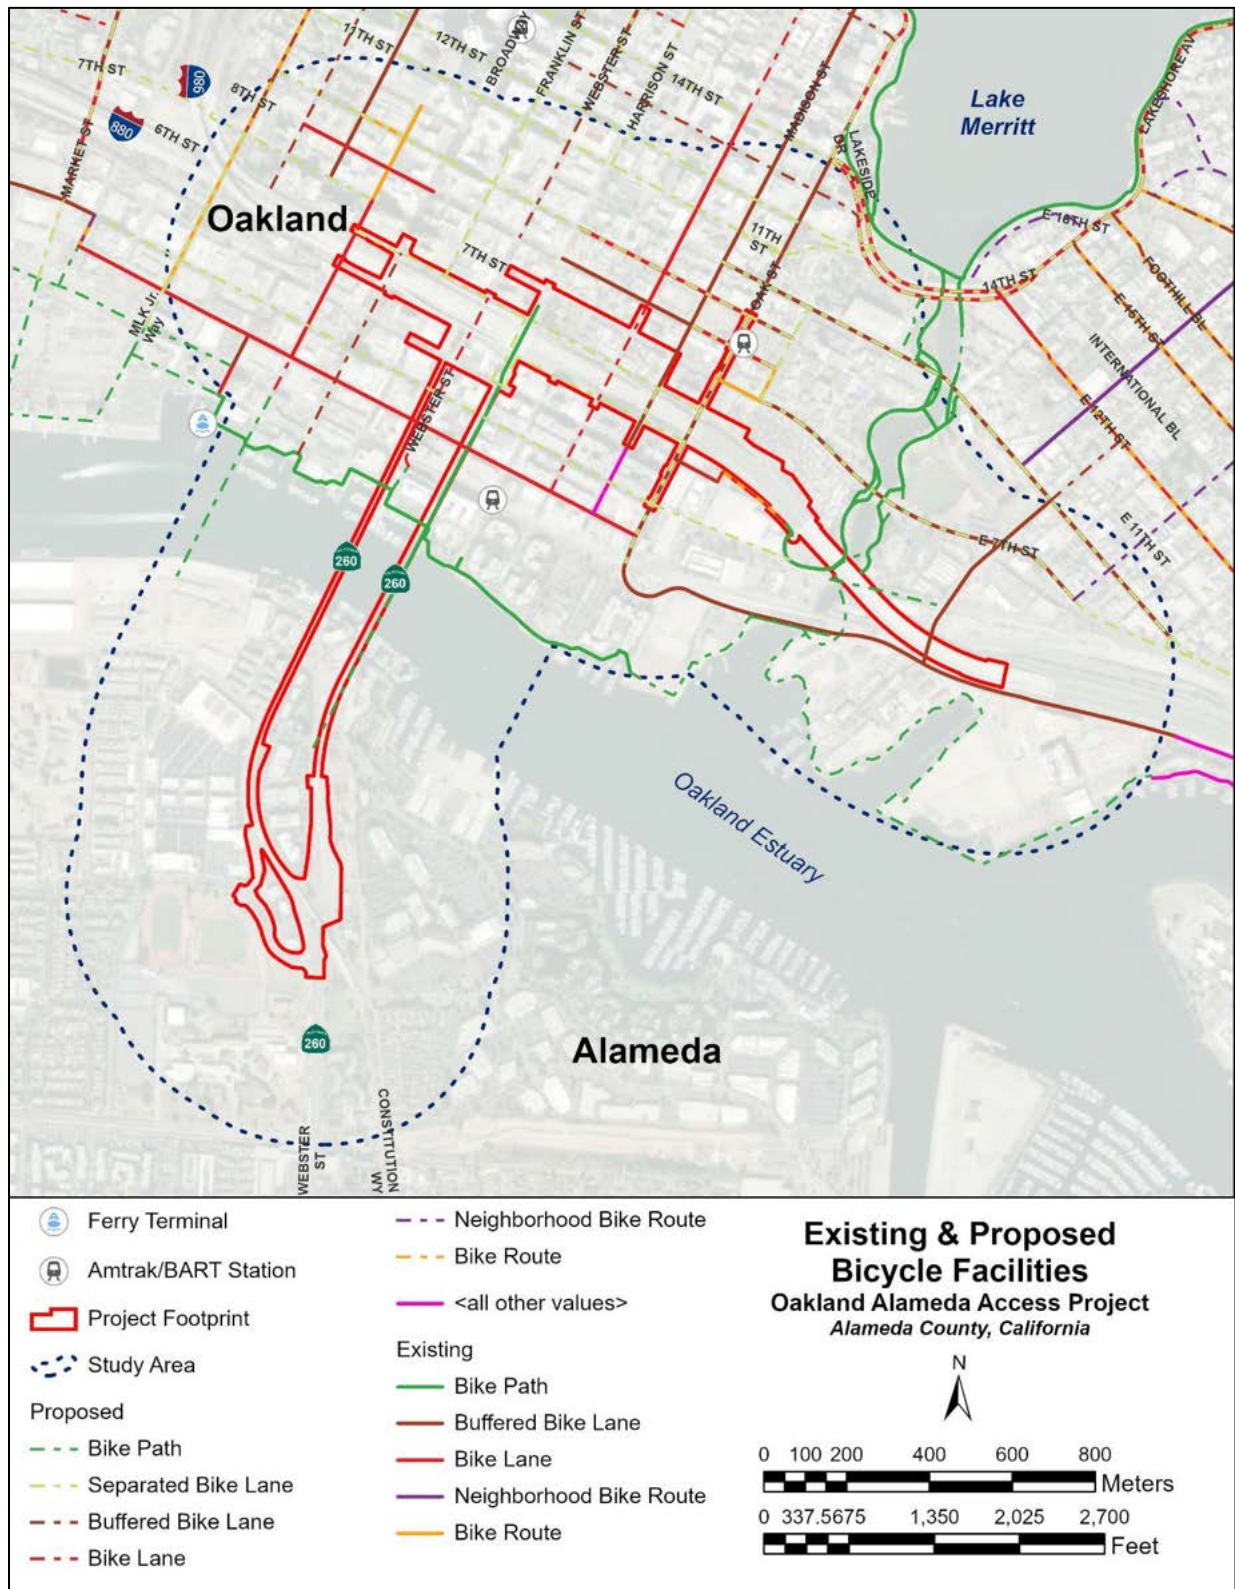 11TH ST
12TH ST
BROADWAY
FRANKLIN ST
WEBSTER ST
HARRISON ST
14TH ST
MADISON ST
7TH ST
980
8TH ST
880
6TH ST
MARKET ST
Lake
Merritt
LAKESHORE AV
LAKESIDE
DR
Oakland
E 18TH ST
11TH
ST
7TH ST
OAK ST
14TH ST
FOOTHILL BL
E 15TH ST
INTERNATIONAL BL
MLK Jr.
Way
WEBSTER ST
E 12TH ST
E 11TH ST
E 7TH ST
260
260
Oakland Estuary
Alameda
260
WEBSTER
ST
CONSTITUTION
WY
Ferry Terminal
Amtrak/BART Station
Project Footprint
Study Area
Proposed
Bike Path
Separated Bike Lane
Buffered Bike Lane
Bike Lane
Neighborhood Bike Route
Bike Route
<all other values>
Existing
Bike Path
Buffered Bike Lane
Bike Lane
Neighborhood Bike Route
Bike Route
Existing & Proposed
Bicycle Facilities
Oakland Alameda Access Project
Alameda County, California
N
0 100 200 400 600 800
Meters
0 337.5675 1,350 2,025 2,700
Feet